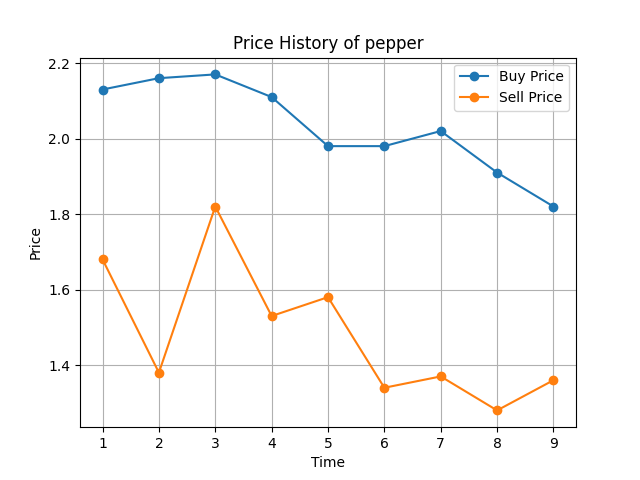 Price History of pepper
Buy Price
Sell Price
2.2
2.0
1.8
1.6
1.4
Price
1 2 3 4 5 6 7 8 9
Time